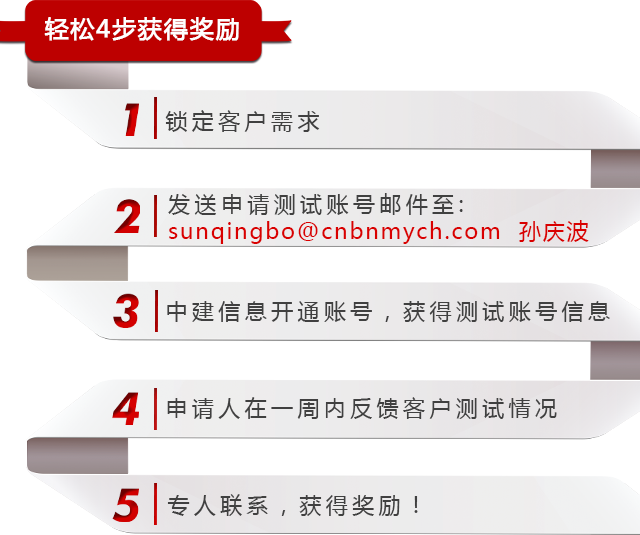 轻松4步获得奖励
1 锁定客户需求
2 发送申请测试账号邮件至:
sunqingbo@cnbnmych.com 孙庆波
3 中建信息开通账号，获得测试账号信息
4 申请人在一周内反馈客户测试情况
5 专人联系，获得奖励！